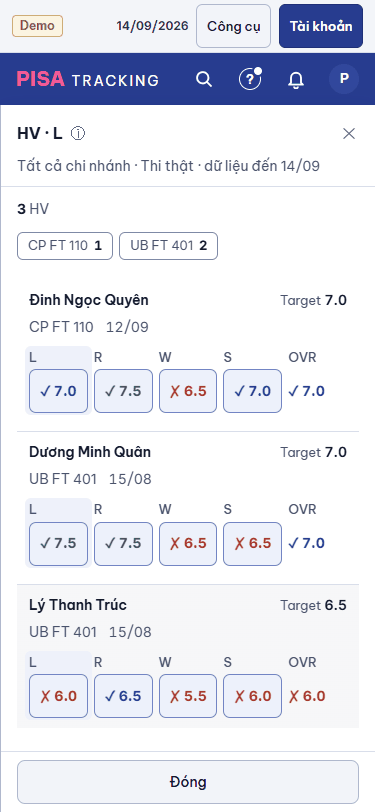 Demo 14/09/2026 Công cụ Tài khoản
PISA TRACKING ? P
HV · L ⓘ
Tất cả chi nhánh · Thi thật · dữ liệu đến 14/09
3 HV
CP FT 110 1 UB FT 401 2
Đinh Ngọc Quyên Target 7.0
CP FT 110 12/09
L R W S OVR
✓ 7.0 ✓ 7.5 ✗ 6.5 ✓ 7.0 ✓ 7.0
Dương Minh Quân Target 7.0
UB FT 401 15/08
L R W S OVR
✓ 7.5 ✓ 7.5 ✗ 6.5 ✗ 6.5 ✓ 7.0
Lý Thanh Trúc Target 6.5
UB FT 401 15/08
L R W S OVR
✗ 6.0 ✓ 6.5 ✗ 5.5 ✗ 6.0 ✗ 6.0
Đóng